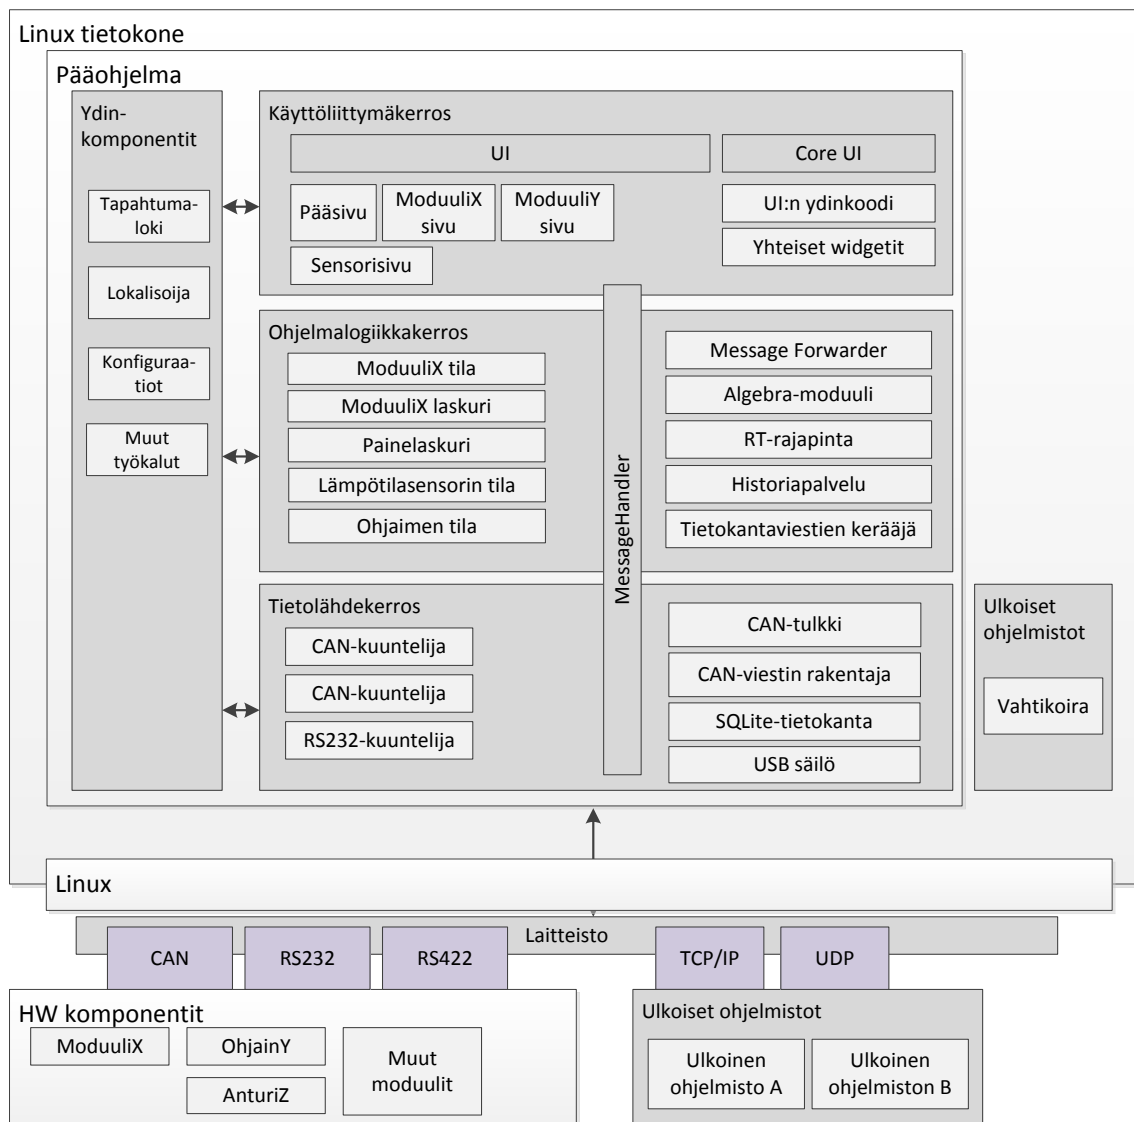 Linux tietokone
Pääohjelma
Ydin-
komponentit
Tapahtuma-
loki
Lokalisoija
Konfiguraa-
tiot
Muut
työkalut
Käyttöliittymäkerros
UI
Core UI
Pääsivu
ModuuliX
sivu
ModuuliY
sivu
Sensorisivu
UI:n ydinkoodi
Yhteiset widgetit
Ohjelmalogiikkakerros
ModuuliX tila
ModuuliX laskuri
Painelaskuri
Lämpötilasensorin tila
Ohjaimen tila
MessageHandler
Message Forwarder
Algebra-moduuli
RT-rajapinta
Historiapalvelu
Tietokantaviestien kerääjä
Tietolähdekerros
CAN-kuuntelija
CAN-kuuntelija
RS232-kuuntelija
CAN-tulkki
CAN-viestin rakentaja
SQLite-tietokanta
USB säilö
Ulkoiset
ohjelmistot
Vahtikoira
Linux
Laitteisto
CAN
RS232
RS422
TCP/IP
UDP
HW komponentit
ModuuliX
OhjainY
AnturiZ
Muut
moduulit
Ulkoiset ohjelmistot
Ulkoinen
ohjelmisto A
Ulkoinen
ohjelmiston B